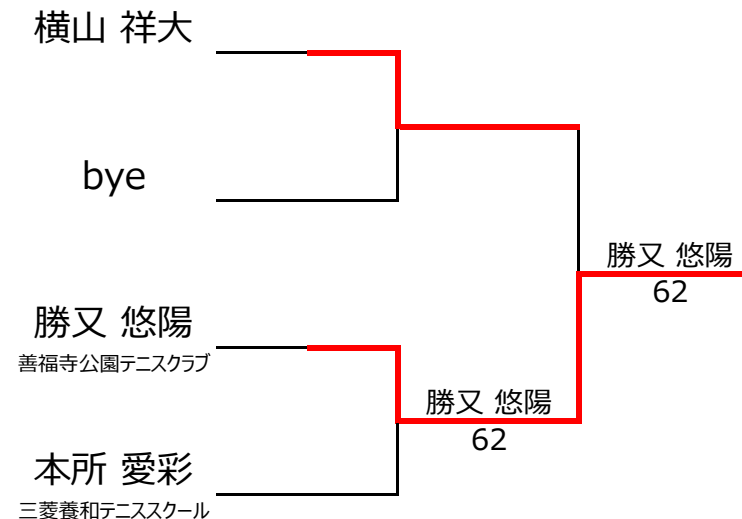 横山 祥大
bye
勝又 悠陽
善福寺公園テニスクラブ
本所 愛彩
三菱養和テニススクール
勝又 悠陽
62
勝又 悠陽
62